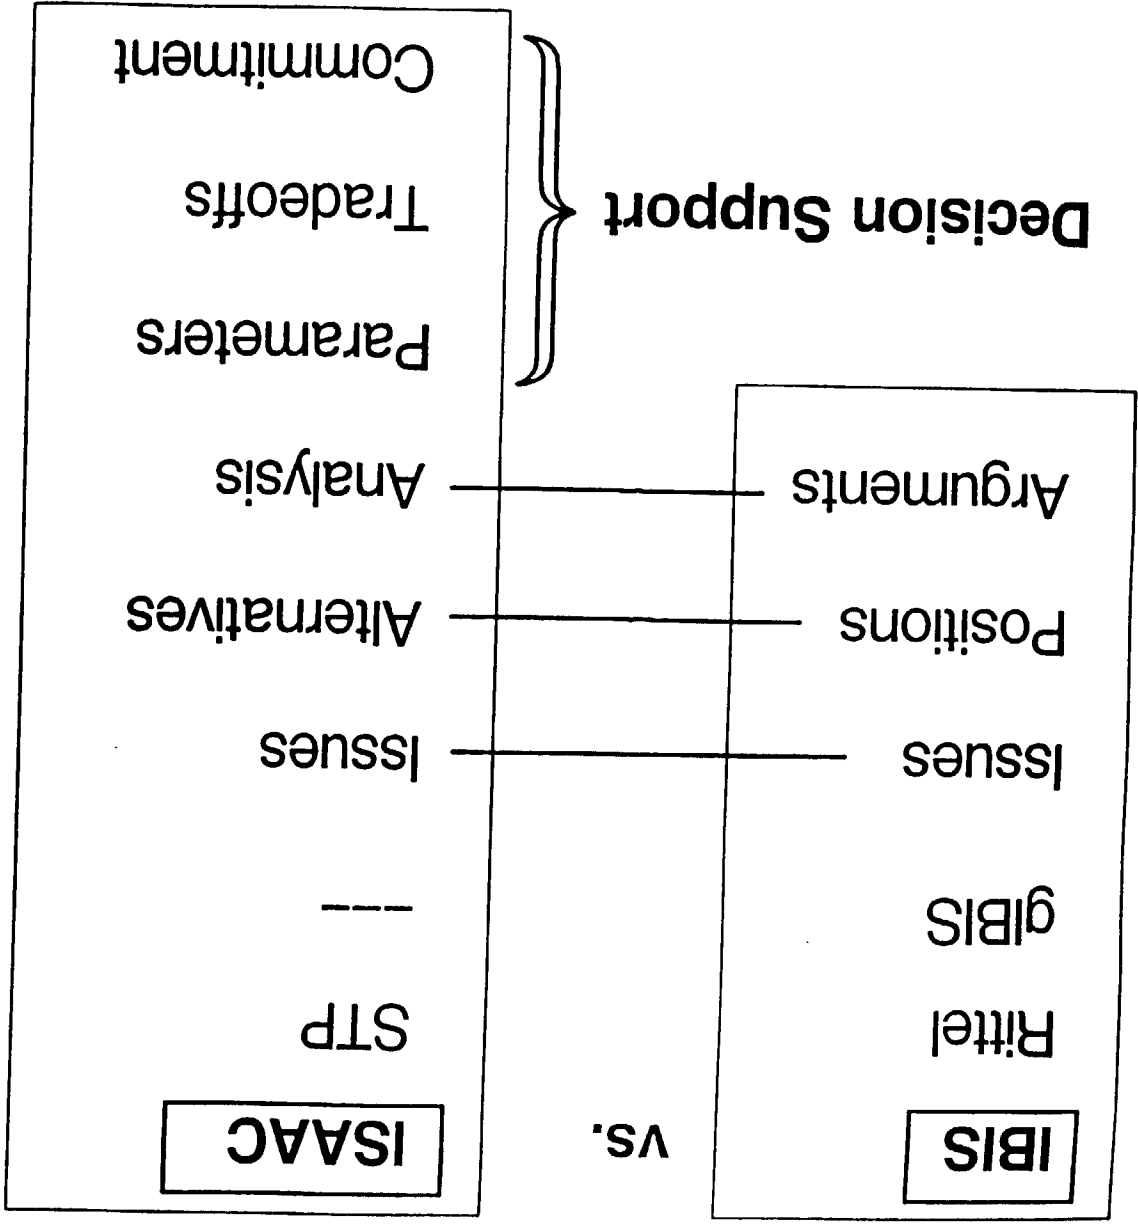 IBIS vs. ISAAC
Rittel STP
gIBIS ---
Issues Issues
Positions Alternatives
Arguments Analysis
Parameters
Decision Support Tradeoffs
Commitment